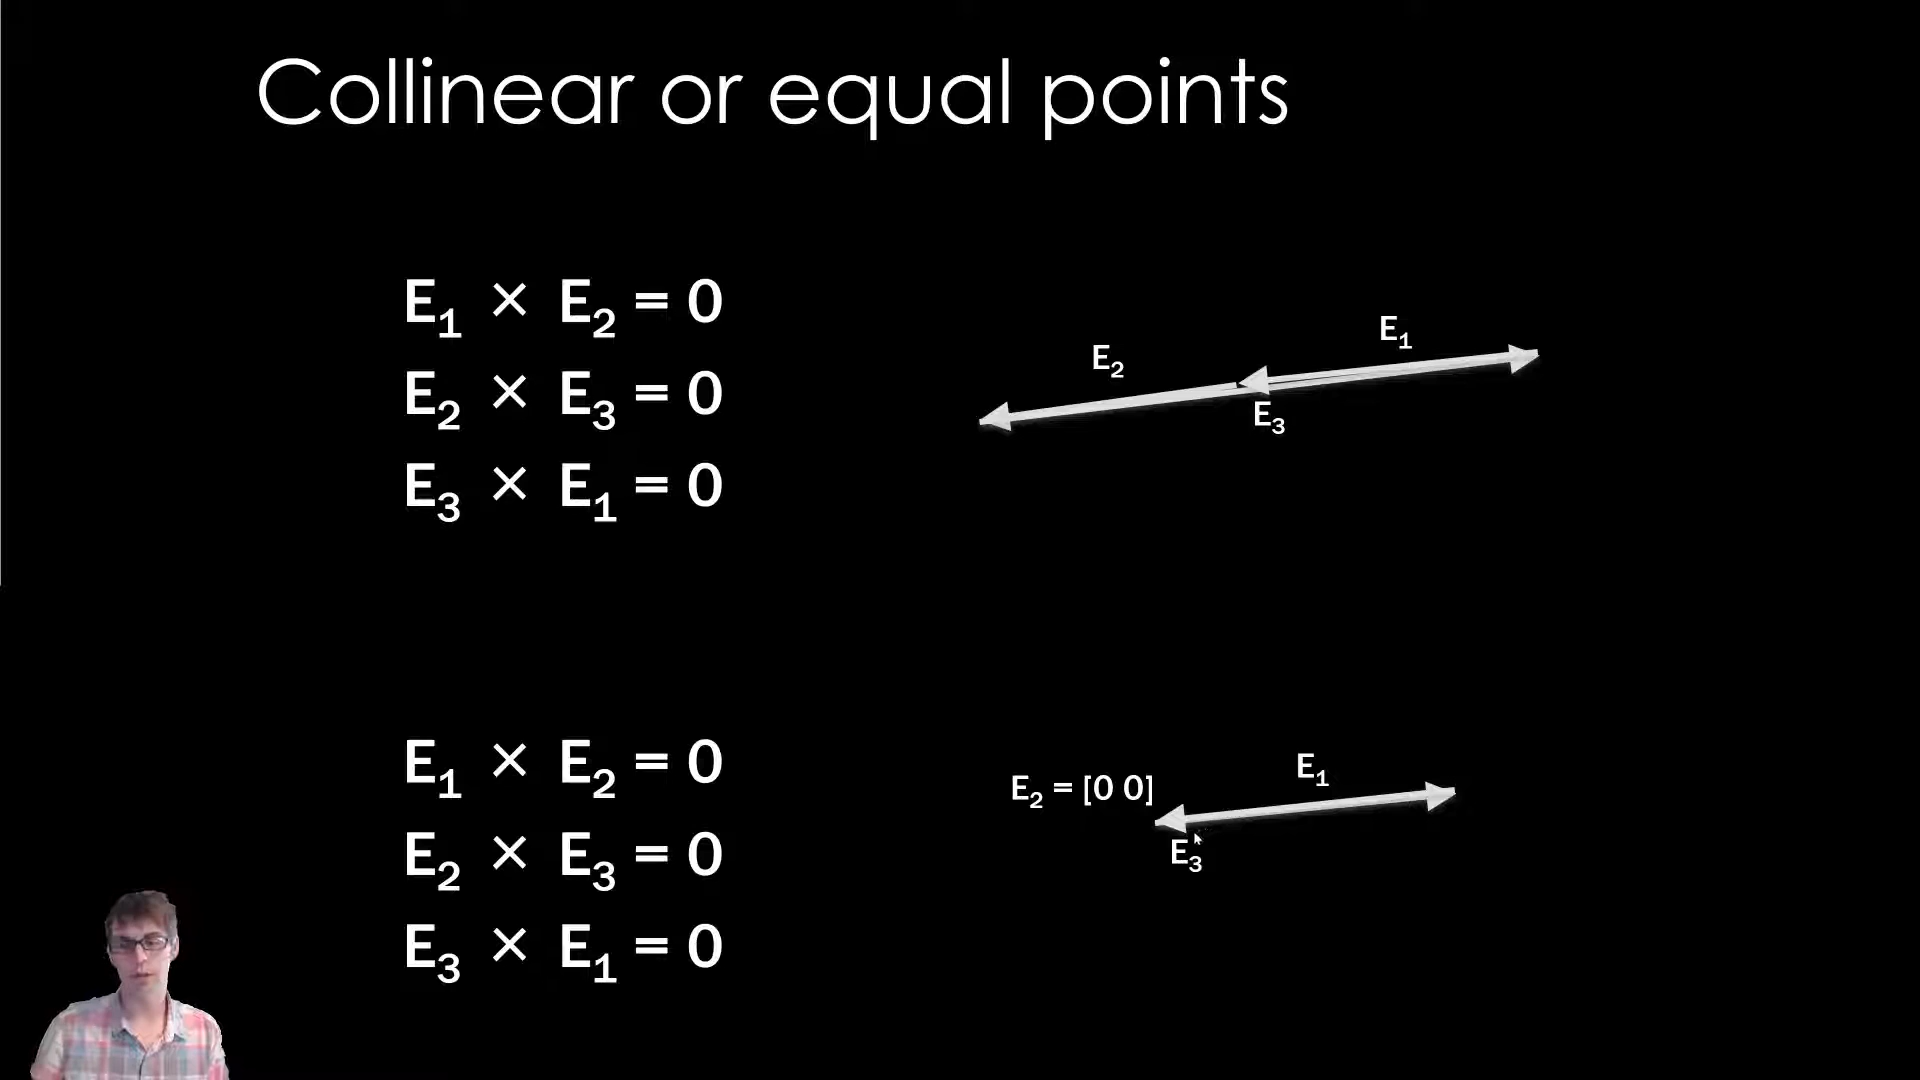 Collinear or equal points
E₁ × E₂ = 0
E₂ × E₃ = 0
E₃ × E₁ = 0
E₁
E₂
E₃
E₁ × E₂ = 0
E₂ × E₃ = 0
E₃ × E₁ = 0
E₁
E₂ = [0 0]
E₃